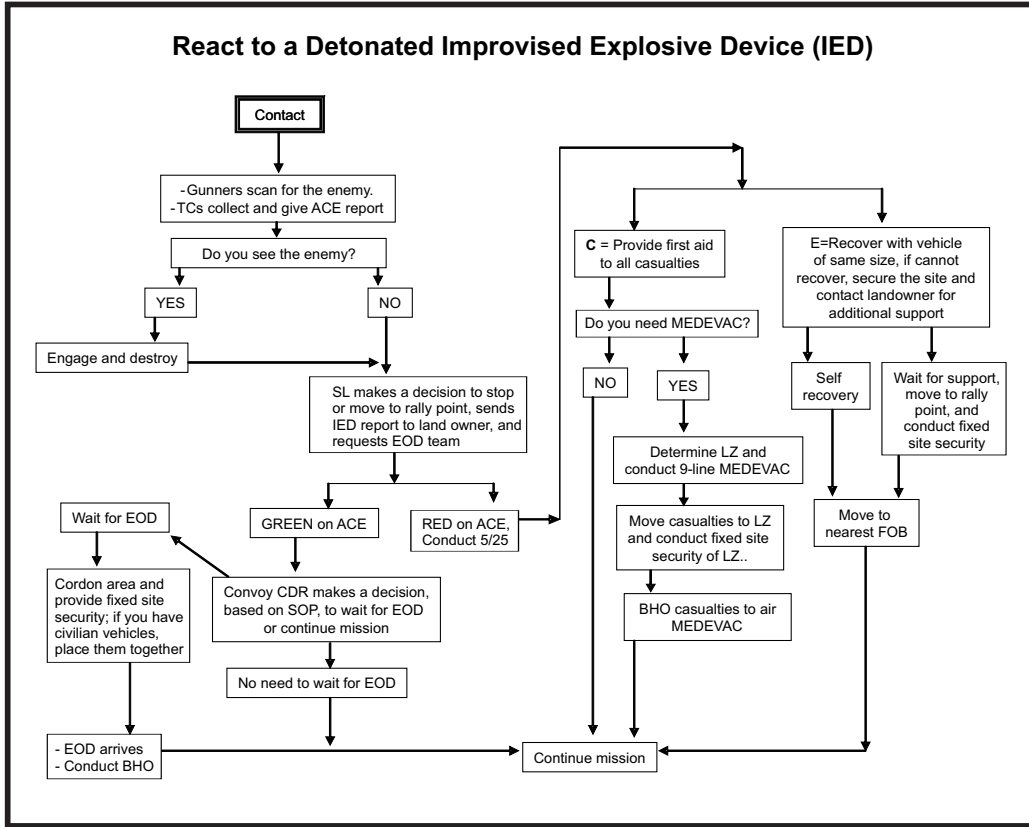 React to a Detonated Improvised Explosive Device (IED)
Contact
-Gunners scan for the enemy.
-TCs collect and give ACE report
Do you see the enemy?
YES
NO
Engage and destroy
SL makes a decision to stop
or move to rally point, sends
IED report to land owner, and
requests EOD team
GREEN on ACE
RED on ACE,
Conduct 5/25
Wait for EOD
Cordon area and
provide fixed site
security; if you have
civilian vehicles,
place them together
Convoy CDR makes a decision,
based on SOP, to wait for EOD
or continue mission
No need to wait for EOD
- EOD arrives
- Conduct BHO
C = Provide first aid
to all casualties
Do you need MEDEVAC?
NO
YES
Determine LZ and
conduct 9-line MEDEVAC
Move casualties to LZ
and conduct fixed site
security of LZ..
BHO casualties to air
MEDEVAC
E=Recover with vehicle
of same size, if cannot
recover, secure the site and
contact landowner for
additional support
Self
recovery
Wait for support,
move to rally
point, and
conduct fixed
site security
Move to
nearest FOB
Continue mission